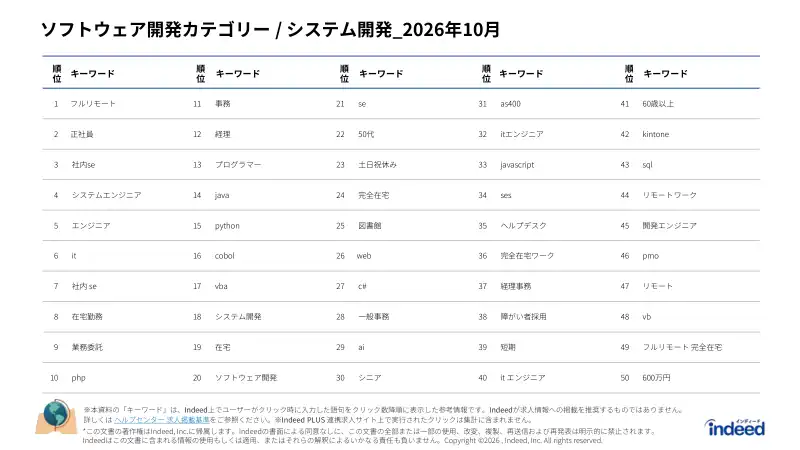 ソフトウェア開発カテゴリー / システム開発_2026年10月
順位 キーワード 順位 キーワード 順位 キーワード 順位 キーワード 順位 キーワード
1 フルリモート 11 事務 21 se 31 as400 41 60歳以上
2 正社員 12 経理 22 50代 32 itエンジニア 42 kintone
3 社内se 13 プログラマー 23 土日祝休み 33 javascript 43 sql
4 システムエンジニア 14 java 24 完全在宅 34 ses 44 リモートワーク
5 エンジニア 15 python 25 図書館 35 ヘルプデスク 45 開発エンジニア
6 it 16 cobol 26 web 36 完全在宅ワーク 46 pmo
7 社内 se 17 vba 27 c# 37 経理事務 47 リモート
8 在宅勤務 18 システム開発 28 一般事務 38 障がい者採用 48 vb
9 業務委託 19 在宅 29 ai 39 短期 49 フルリモート 完全在宅
10 php 20 ソフトウェア開発 30 シニア 40 it エンジニア 50 600万円
※本資料の「キーワード」は、Indeed上でユーザーがクリック時に入力した語句をクリック数降順に表示した参考情報です。Indeedが求人情報への掲載を推奨するものではありません。
詳しくは ヘルプセンター 求人掲載基準をご参照ください。※Indeed PLUS 連携求人サイト上で実行されたクリックは集計に含まれません。
*この文書の著作権はIndeed, Inc.に帰属します。Indeedの書面による同意なしに、この文書の全部または一部の使用、改変、複製、再送信および再発表は明示的に禁止されます。
Indeedはこの文書に含まれる情報の使用もしくは適用、またはそれらの解釈によるいかなる責任も負いません。Copyright ©2026 , Indeed, Inc. All rights reserved.
インディード
indeed